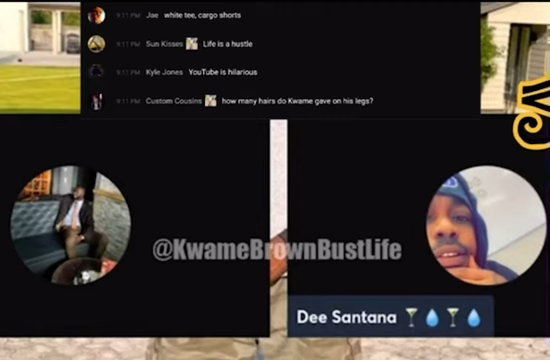 9:11 PM Jae white tee, cargo shorts
9:11 PM Sun Kisses Life is a hustle
9:11 PM Kyle Jones YouTube is hilarious
9:11 PM Custom Cousins how many hairs do Kwame gave on his legs?
@KwameBrownBustLife
Dee Santana 🍸💧🍸💧